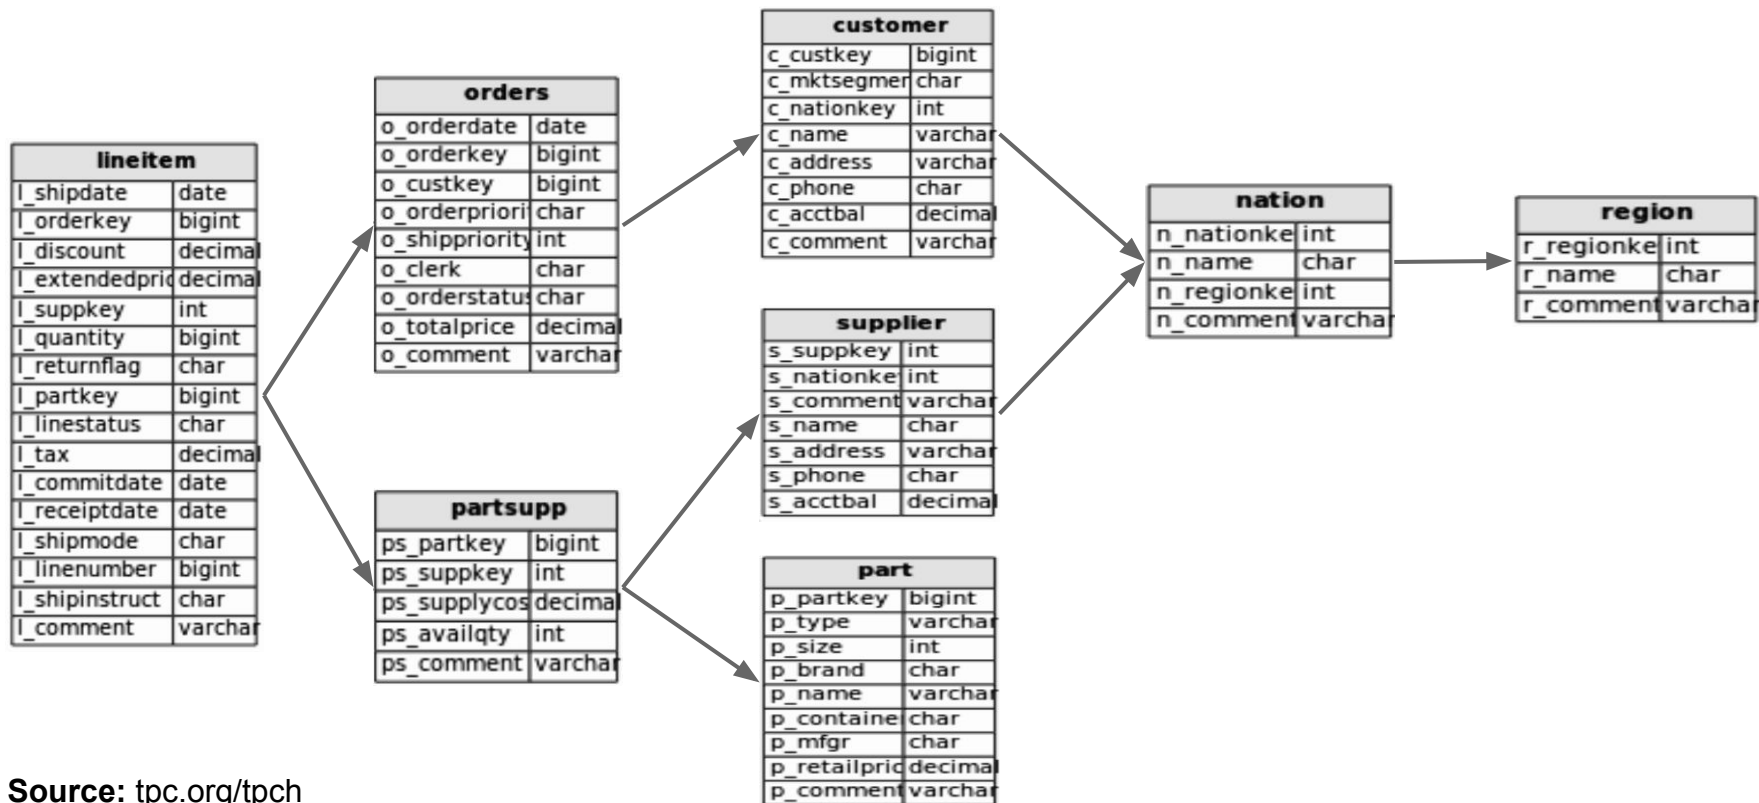 lineitem
l_shipdate date
l_orderkey bigint
l_discount decimal
l_extendedpric decimal
l_suppkey int
l_quantity bigint
l_returnflag char
l_partkey bigint
l_linestatus char
l_tax decimal
l_commitdate date
l_receiptdate date
l_shipmode char
l_linenumber bigint
l_shipinstruct char
l_comment varchar
orders
o_orderdate date
o_orderkey bigint
o_custkey bigint
o_orderpriori char
o_shippriority int
o_clerk char
o_orderstatus char
o_totalprice decimal
o_comment varchar
partsupp
ps_partkey bigint
ps_suppkey int
ps_supplycos decimal
ps_availqty int
ps_comment varchar
customer
c_custkey bigint
c_mktsegmen char
c_nationkey int
c_name varchar
c_address varchar
c_phone char
c_acctbal decimal
c_comment varchar
supplier
s_suppkey int
s_nationke int
s_comment varchar
s_name char
s_address varchar
s_phone char
s_acctbal decimal
part
p_partkey bigint
p_type varchar
p_size int
p_brand char
p_name varchar
p_containe char
p_mfgr char
p_retailpric decimal
p_comment varchar
nation
n_nationke int
n_name char
n_regionke int
n_comment varchar
region
r_regionke int
r_name char
r_comment varchar
Source: tpc.org/tpch